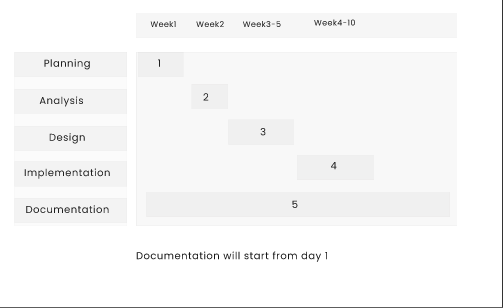 Week1 Week2 Week3-5 Week4-10
Planning 1
Analysis 2
Design 3
Implementation 4
Documentation 5
Documentation will start from day 1